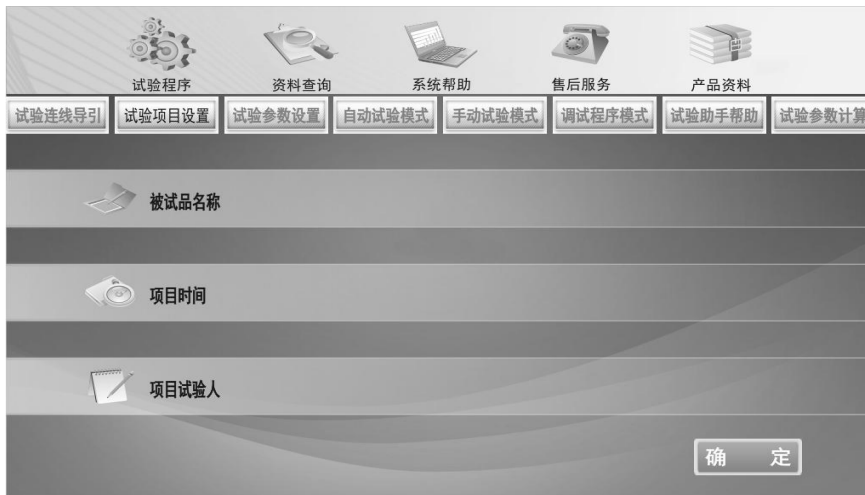 试验程序 资料查询 系统帮助 售后服务 产品资料
试验连线导引 试验项目设置 试验参数设置 自动试验模式 手动试验模式 调试程序模式 试验助手帮助 试验参数计算
被试品名称
项目时间
项目试验人
确 定